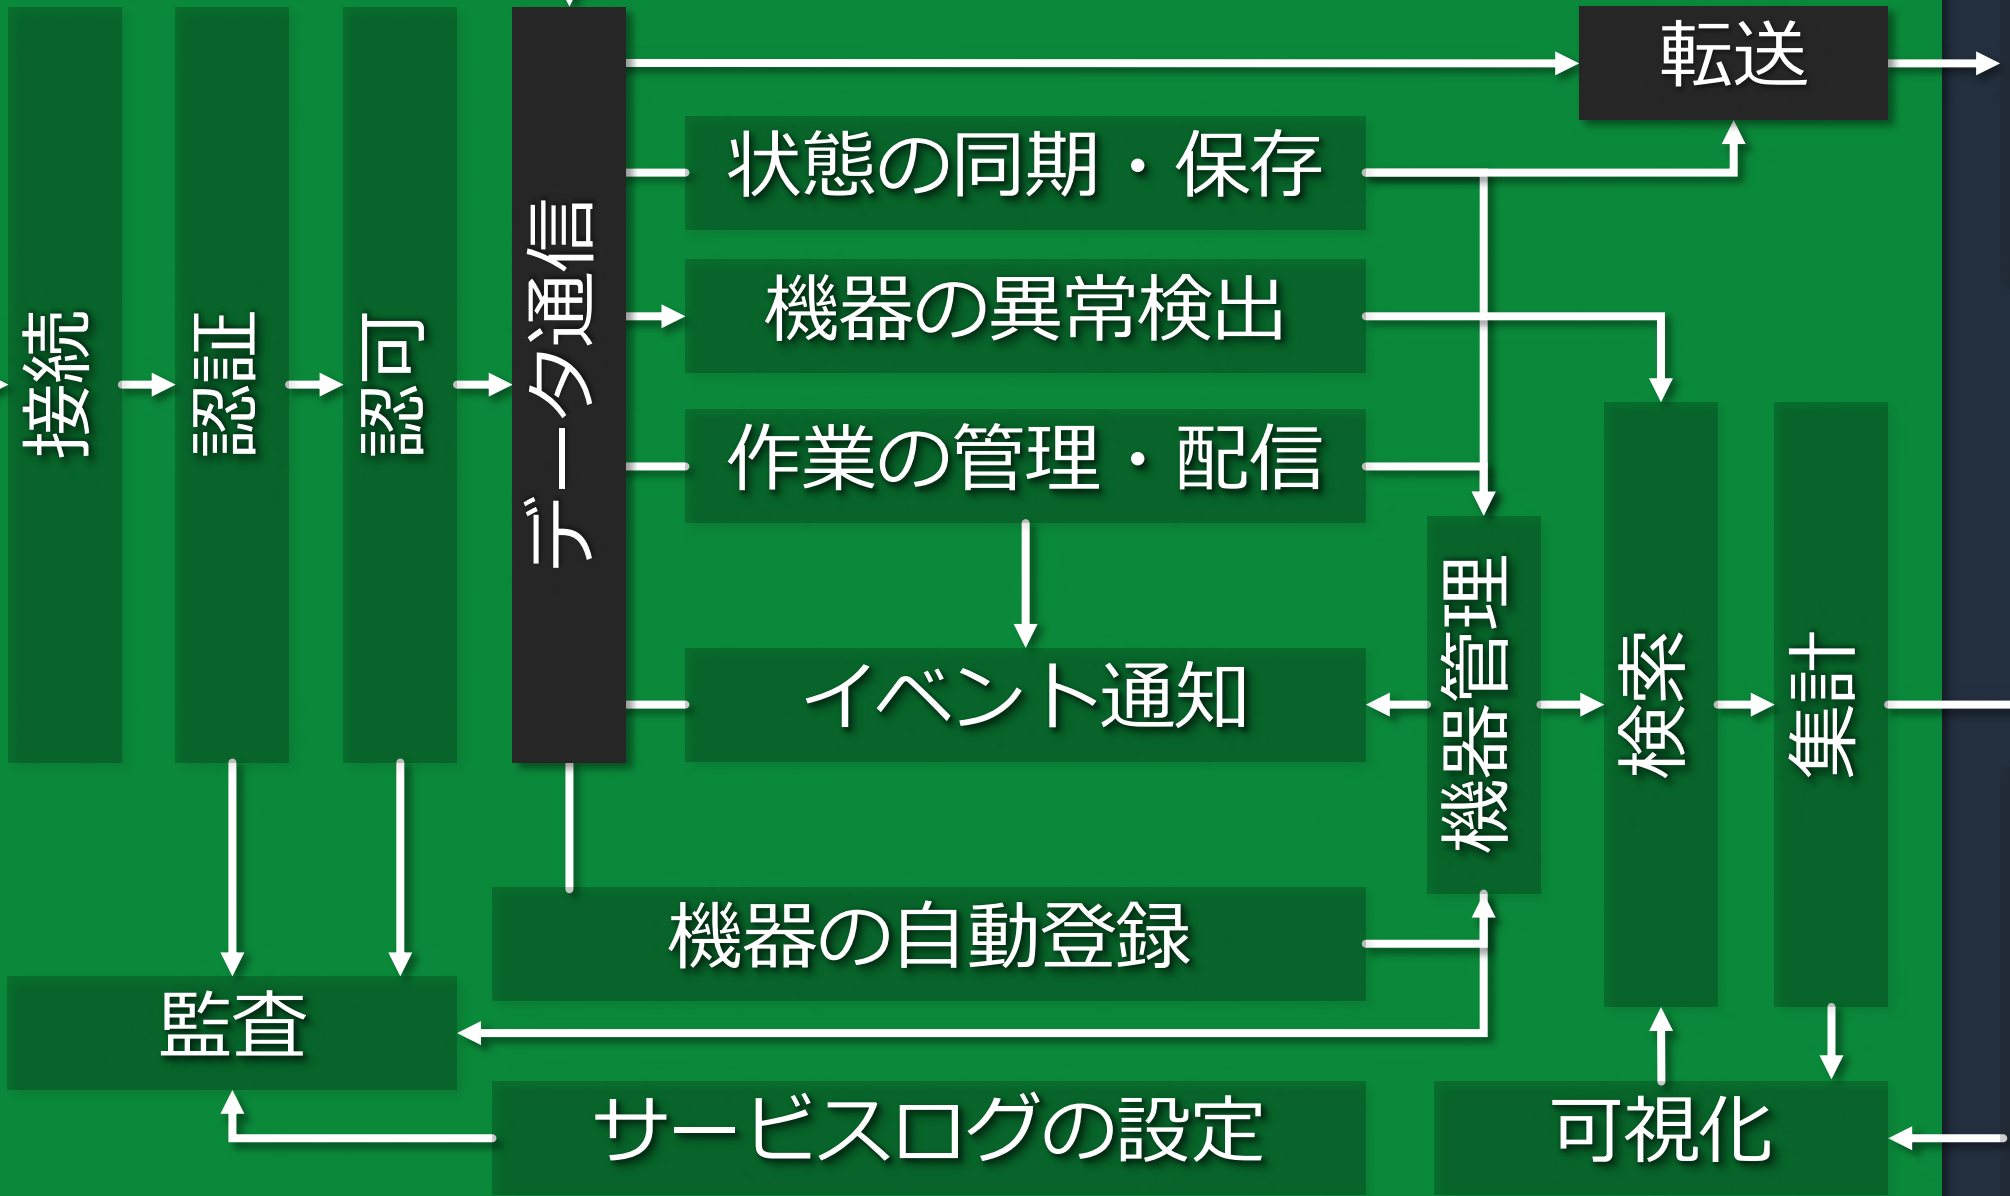 接続
認証
認可
データ通信
転送
状態の同期・保存
機器の異常検出
作業の管理・配信
イベント通知
機器管理
検索
集計
機器の自動登録
監査
サービスログの設定
可視化